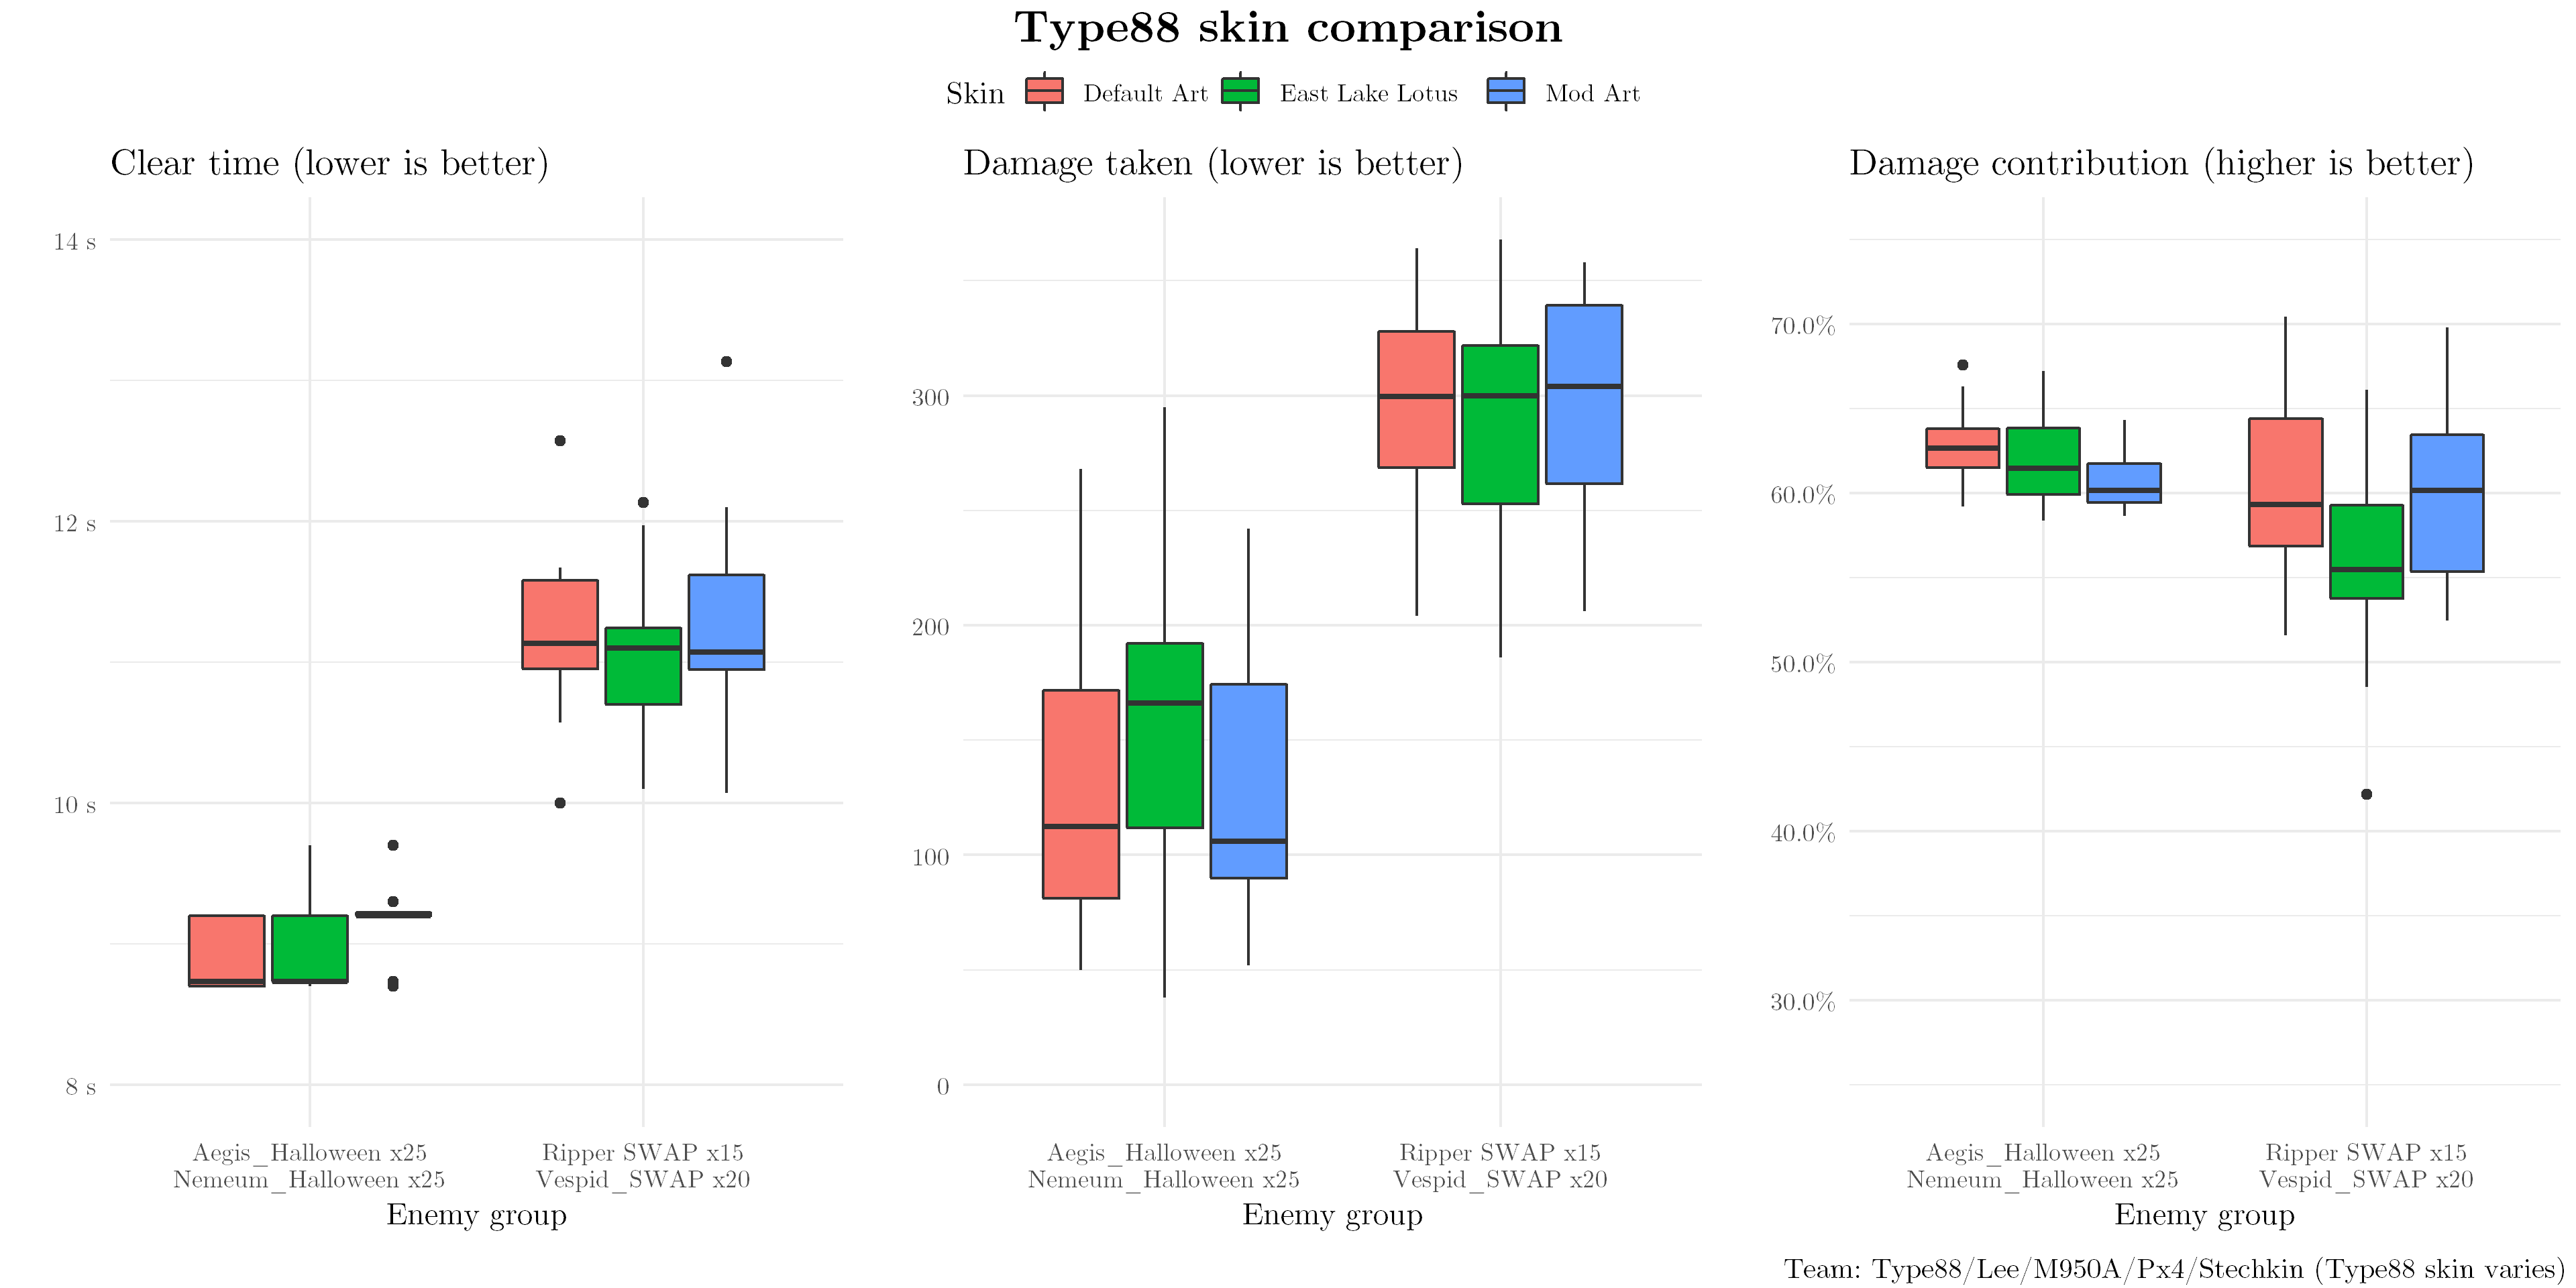 Type88 skin comparison
Skin Default Art East Lake Lotus Mod Art
Clear time (lower is better)
14 s
12 s
10 s
8 s
Aegis_Halloween x25
Nemeum_Halloween x25
Ripper SWAP x15
Vespid_SWAP x20
Enemy group
Damage taken (lower is better)
300
200
100
0
Aegis_Halloween x25
Nemeum_Halloween x25
Ripper SWAP x15
Vespid_SWAP x20
Enemy group
Damage contribution (higher is better)
70.0%
60.0%
50.0%
40.0%
30.0%
Aegis_Halloween x25
Nemeum_Halloween x25
Ripper SWAP x15
Vespid_SWAP x20
Enemy group
Team: Type88/Lee/M950A/Px4/Stechkin (Type88 skin varies)